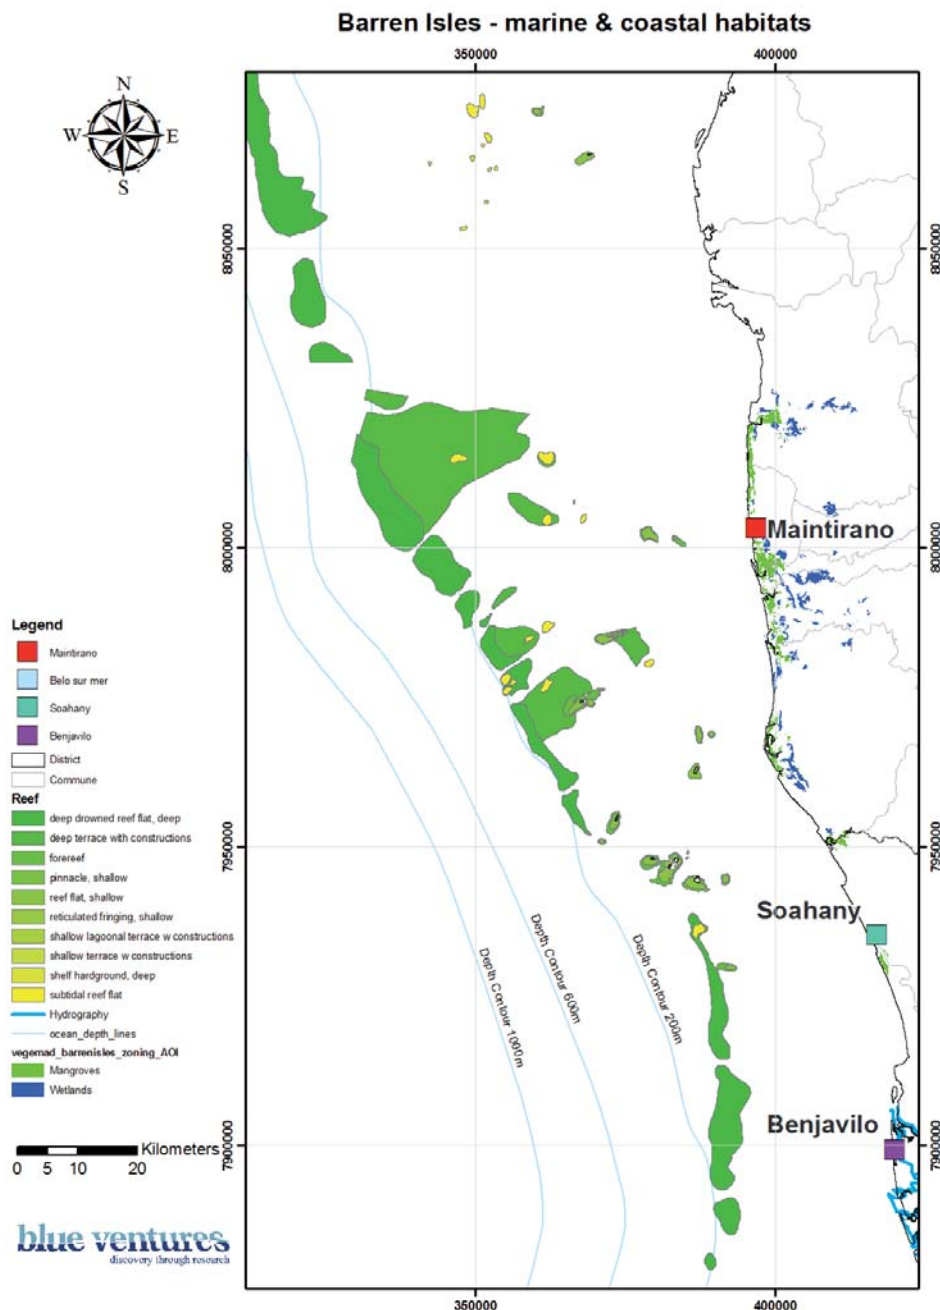 Barren Isles - marine & coastal habitats
350000
400000
N
W
E
S
8050000
8050000
8000000
8000000
7950000
7950000
7900000
7900000
Maintirano
Soahany
Benjavilo
Depth Contour 1000m
Depth Contour 600m
Depth Contour 200m
Legend
Maintirano
Belo sur mer
Soahany
Benjavilo
District
Commune
Reef
deep drowned reef flat, deep
deep terrace with constructions
forereef
pinnacle, shallow
reef flat, shallow
reticulated fringing, shallow
shallow lagoonal terrace w constructions
shallow terrace w constructions
shelf hardground, deep
subtidal reef flat
Hydrography
ocean_depth_lines
vegemad_barrenisles_zoning_AOI
Mangroves
Wetlands
Kilometers
0 5 10 20
blue ventures
discovery through research
350000
400000